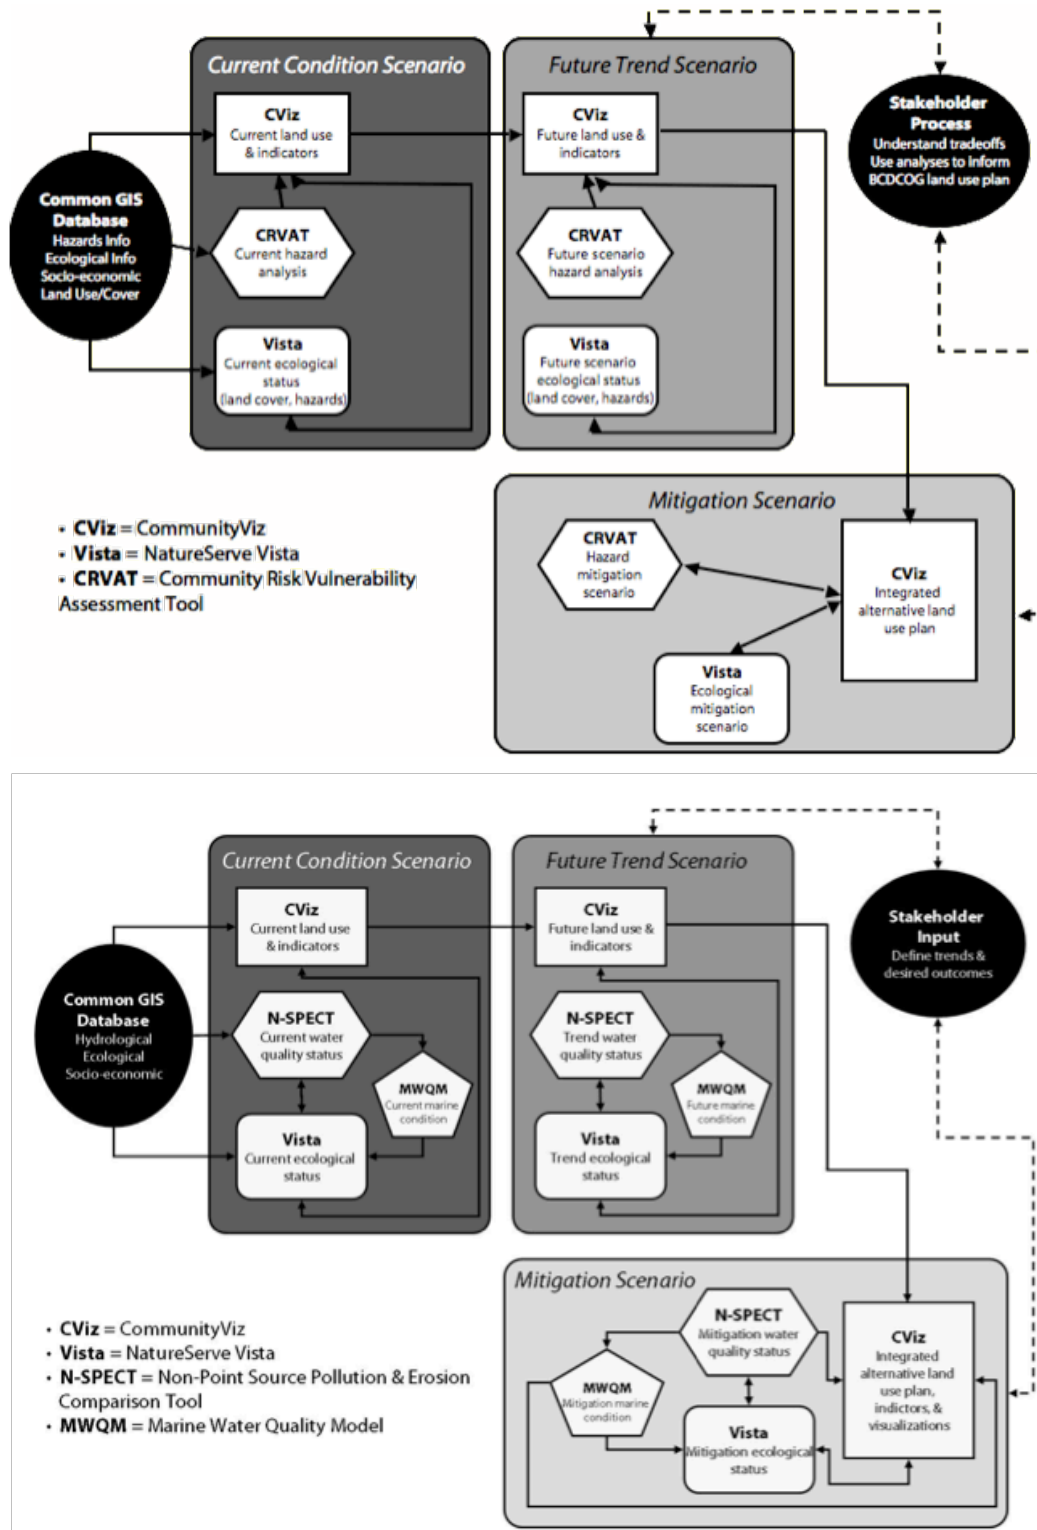 Current Condition Scenario
Future Trend Scenario
CViz
Current land use
& indicators
CViz
Future land use &
indicators
Stakeholder
Process
Understand tradeoffs
Use analyses to Inform
BCDCOG land use plan
Common GIS
Database
Hazards Info
Ecological Info
Socio-economic
Land Use/Cover
CRVAT
Current hazard
analysis
CRVAT
Future scenario
hazard analysis
Vista
Current ecological
status
(land cover, hazards)
Vista
Future scenario
ecological status
(land cover, hazards)
Mitigation Scenario
CRVAT
Hazard
mitigation
scenario
CViz
Integrated
alternative land
use plan
Vista
Ecological
mitigation
scenario
• CViz = CommunityViz
• Vista = NatureServe Vista
• CRVAT = Community Risk Vulnerability
Assessment Tool
Current Condition Scenario
Future Trend Scenario
CViz
Current land use
& indicators
CViz
Future land use &
indicators
Stakeholder
Input
Define trends &
desired outcomes
Common GIS
Database
Hydrological
Ecological
Socio-economic
N-SPECT
Current water
quality status
MWQM
Current marine
condition
Vista
Current ecological
status
N-SPECT
Trend water
quality status
MWQM
Future marine
condition
Vista
Trend ecological
status
Mitigation Scenario
N-SPECT
Mitigation water
quality status
MWQM
Mitigation marine
condition
Vista
Mitigation ecological
status
CViz
Integrated
alternative land
use plan,
indictors, &
visualizations
• CViz = CommunityViz
• Vista = NatureServe Vista
• N-SPECT = Non-Point Source Pollution & Erosion
Comparison Tool
• MWQM = Marine Water Quality Model